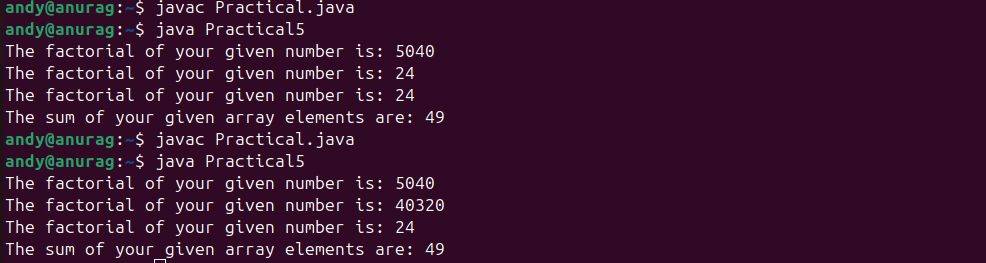 andy@anurag:~$ javac Practical.java
andy@anurag:~$ java Practical5
The factorial of your given number is: 5040
The factorial of your given number is: 24
The factorial of your given number is: 24
The sum of your given array elements are: 49
andy@anurag:~$ javac Practical.java
andy@anurag:~$ java Practical5
The factorial of your given number is: 5040
The factorial of your given number is: 40320
The factorial of your given number is: 24
The sum of your given array elements are: 49